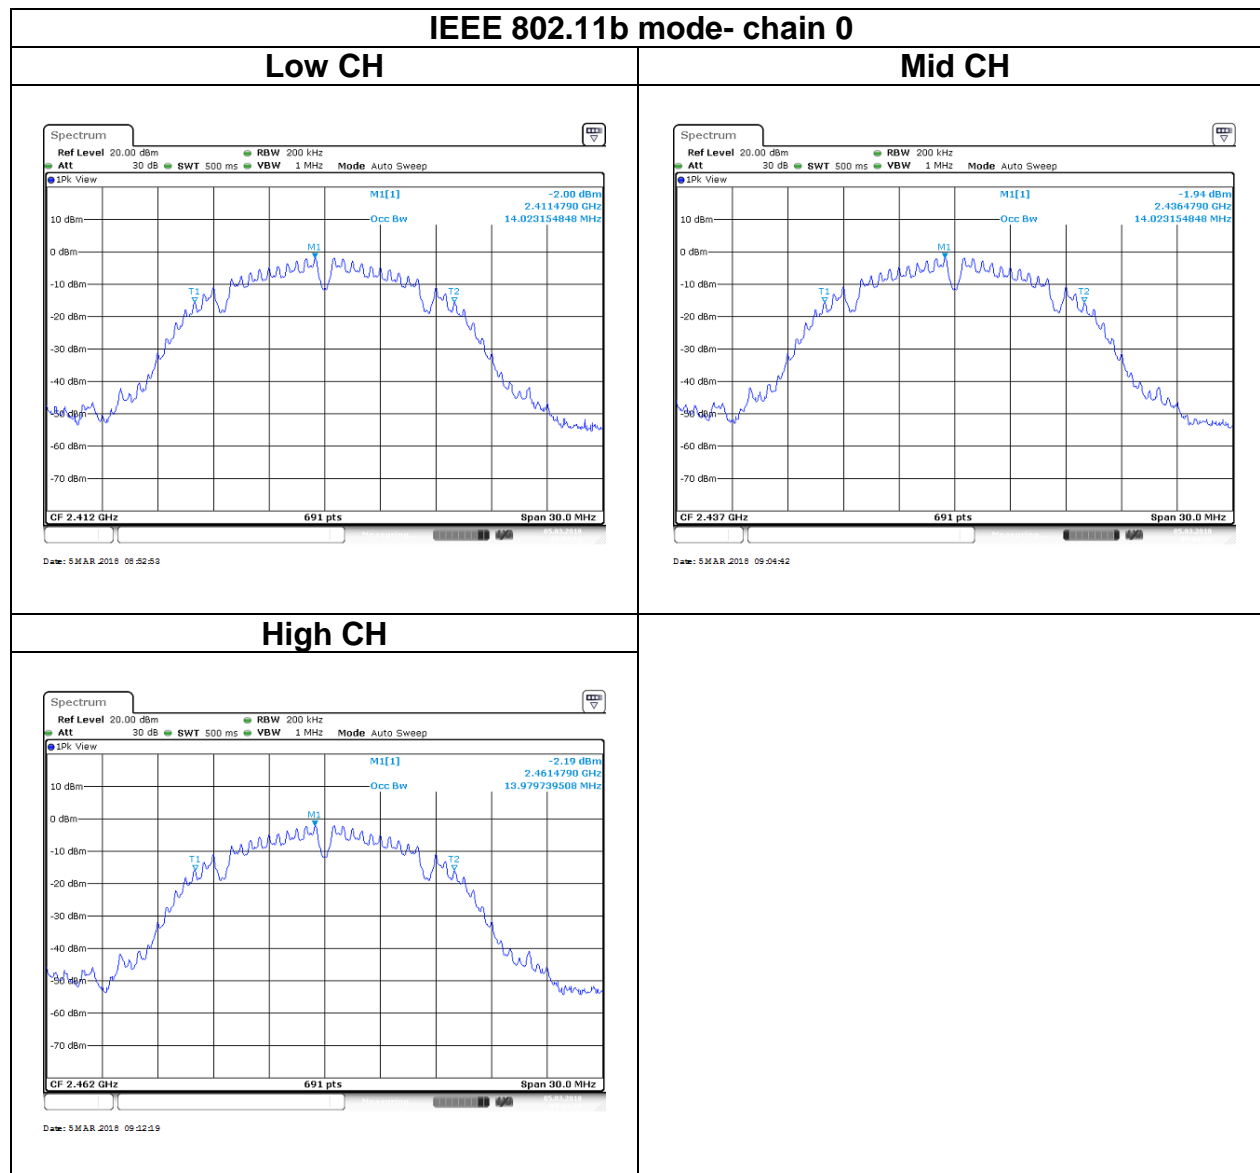 IEEE 802.11b mode- chain 0
Low CH
Mid CH
Spectrum
Ref Level 20.00 dBm RBW 200 kHz
Att 30 dB SWT 500 ms VBW 1 MHz Mode Auto Sweep
1Pk View
M1[1] -2.00 dBm
2.4114790 GHz
Occ Bw 14.023154848 MHz
10 dBm
0 dBm
M1
-10 dBm
T1
T2
-20 dBm
-30 dBm
-40 dBm
-50 dBm
-60 dBm
-70 dBm
CF 2.412 GHz 691 pts Span 30.0 MHz
Date: 5.MAR.2018 08:52:53
Spectrum
Ref Level 20.00 dBm RBW 200 kHz
Att 30 dB SWT 500 ms VBW 1 MHz Mode Auto Sweep
1Pk View
M1[1] -1.94 dBm
2.4364790 GHz
Occ Bw 14.023154848 MHz
10 dBm
0 dBm
M1
-10 dBm
T1
T2
-20 dBm
-30 dBm
-40 dBm
-50 dBm
-60 dBm
-70 dBm
CF 2.437 GHz 691 pts Span 30.0 MHz
Date: 5.MAR.2018 09:04:42
High CH
Spectrum
Ref Level 20.00 dBm RBW 200 kHz
Att 30 dB SWT 500 ms VBW 1 MHz Mode Auto Sweep
1Pk View
M1[1] -2.19 dBm
2.4614790 GHz
Occ Bw 13.979739508 MHz
10 dBm
0 dBm
M1
-10 dBm
T1
T2
-20 dBm
-30 dBm
-40 dBm
-50 dBm
-60 dBm
-70 dBm
CF 2.462 GHz 691 pts Span 30.0 MHz
Date: 5.MAR.2018 09:12:19